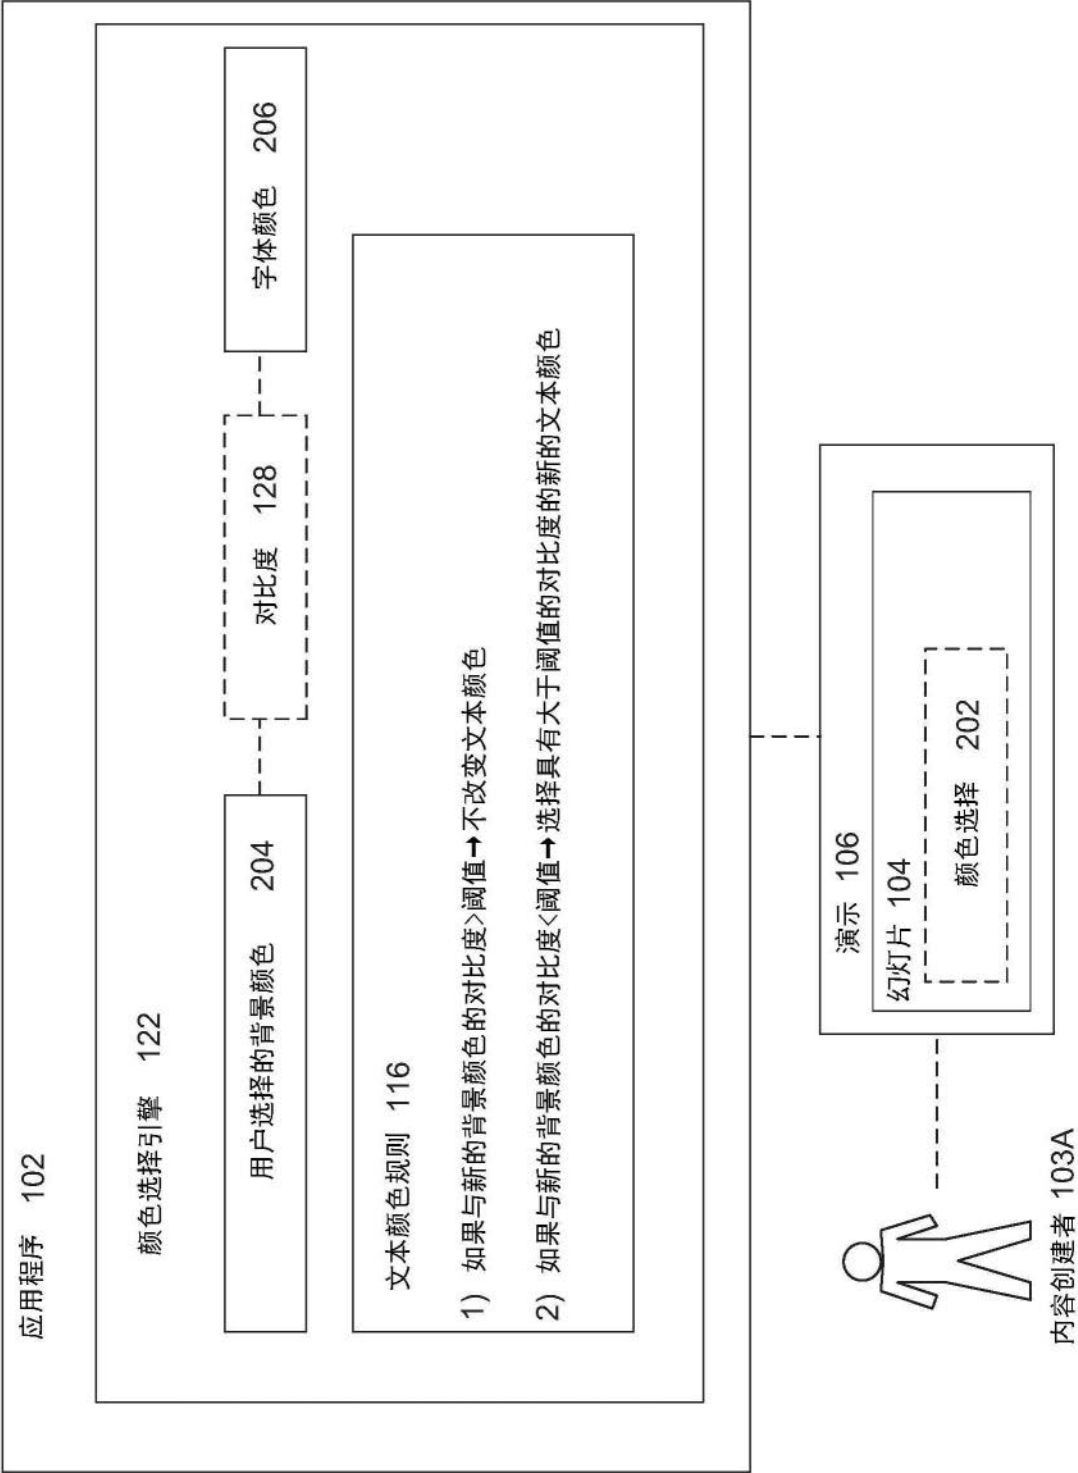 应用程序 102
颜色选择引擎 122
用户选择的背景颜色 204
对比度 128
字体颜色 206
文本颜色规则 116
1) 如果与新的背景颜色的对比度>阈值→不改变文本颜色
2) 如果与新的背景颜色的对比度<阈值→选择具有大于阈值的对比度的新的文本颜色
演示 106
幻灯片 104
颜色选择 202
内容创建者 103A